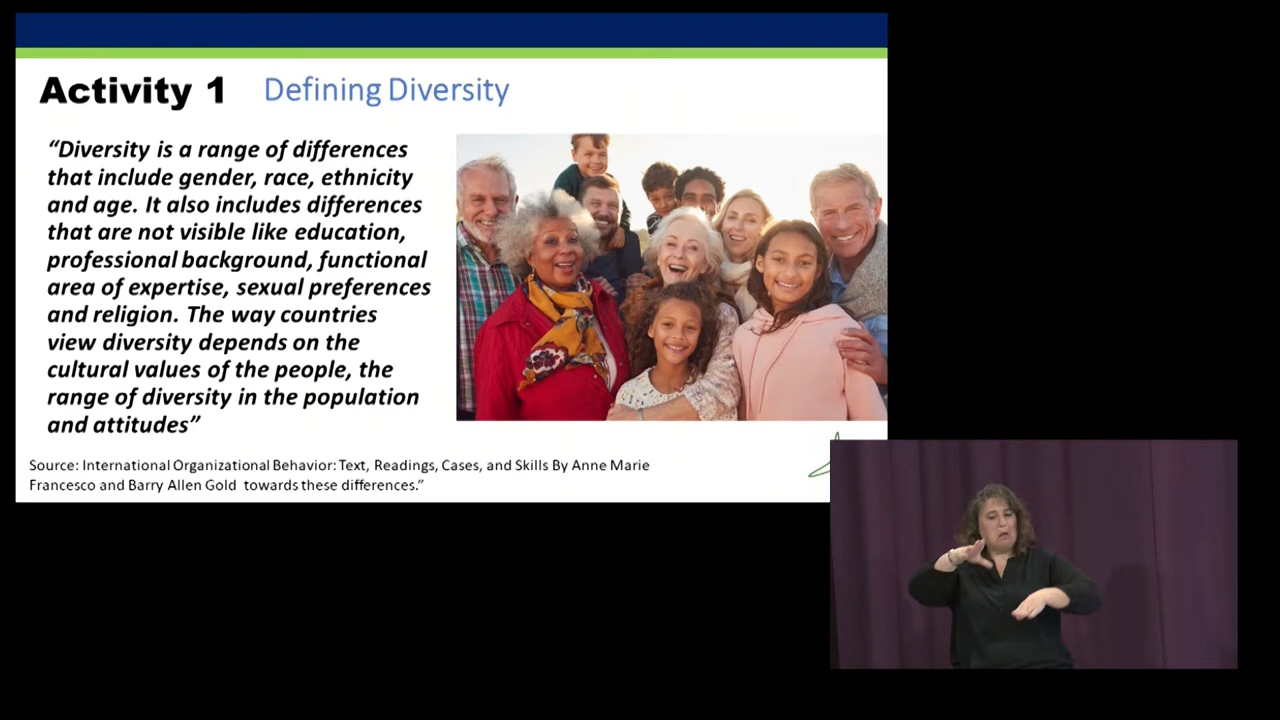 Activity 1 Defining Diversity
“Diversity is a range of differences
that include gender, race, ethnicity
and age. It also includes differences
that are not visible like education,
professional background, functional
area of expertise, sexual preferences
and religion. The way countries
view diversity depends on the
cultural values of the people, the
range of diversity in the population
and attitudes”
Source: International Organizational Behavior: Text, Readings, Cases, and Skills By Anne Marie
Francesco and Barry Allen Gold towards these differences.”